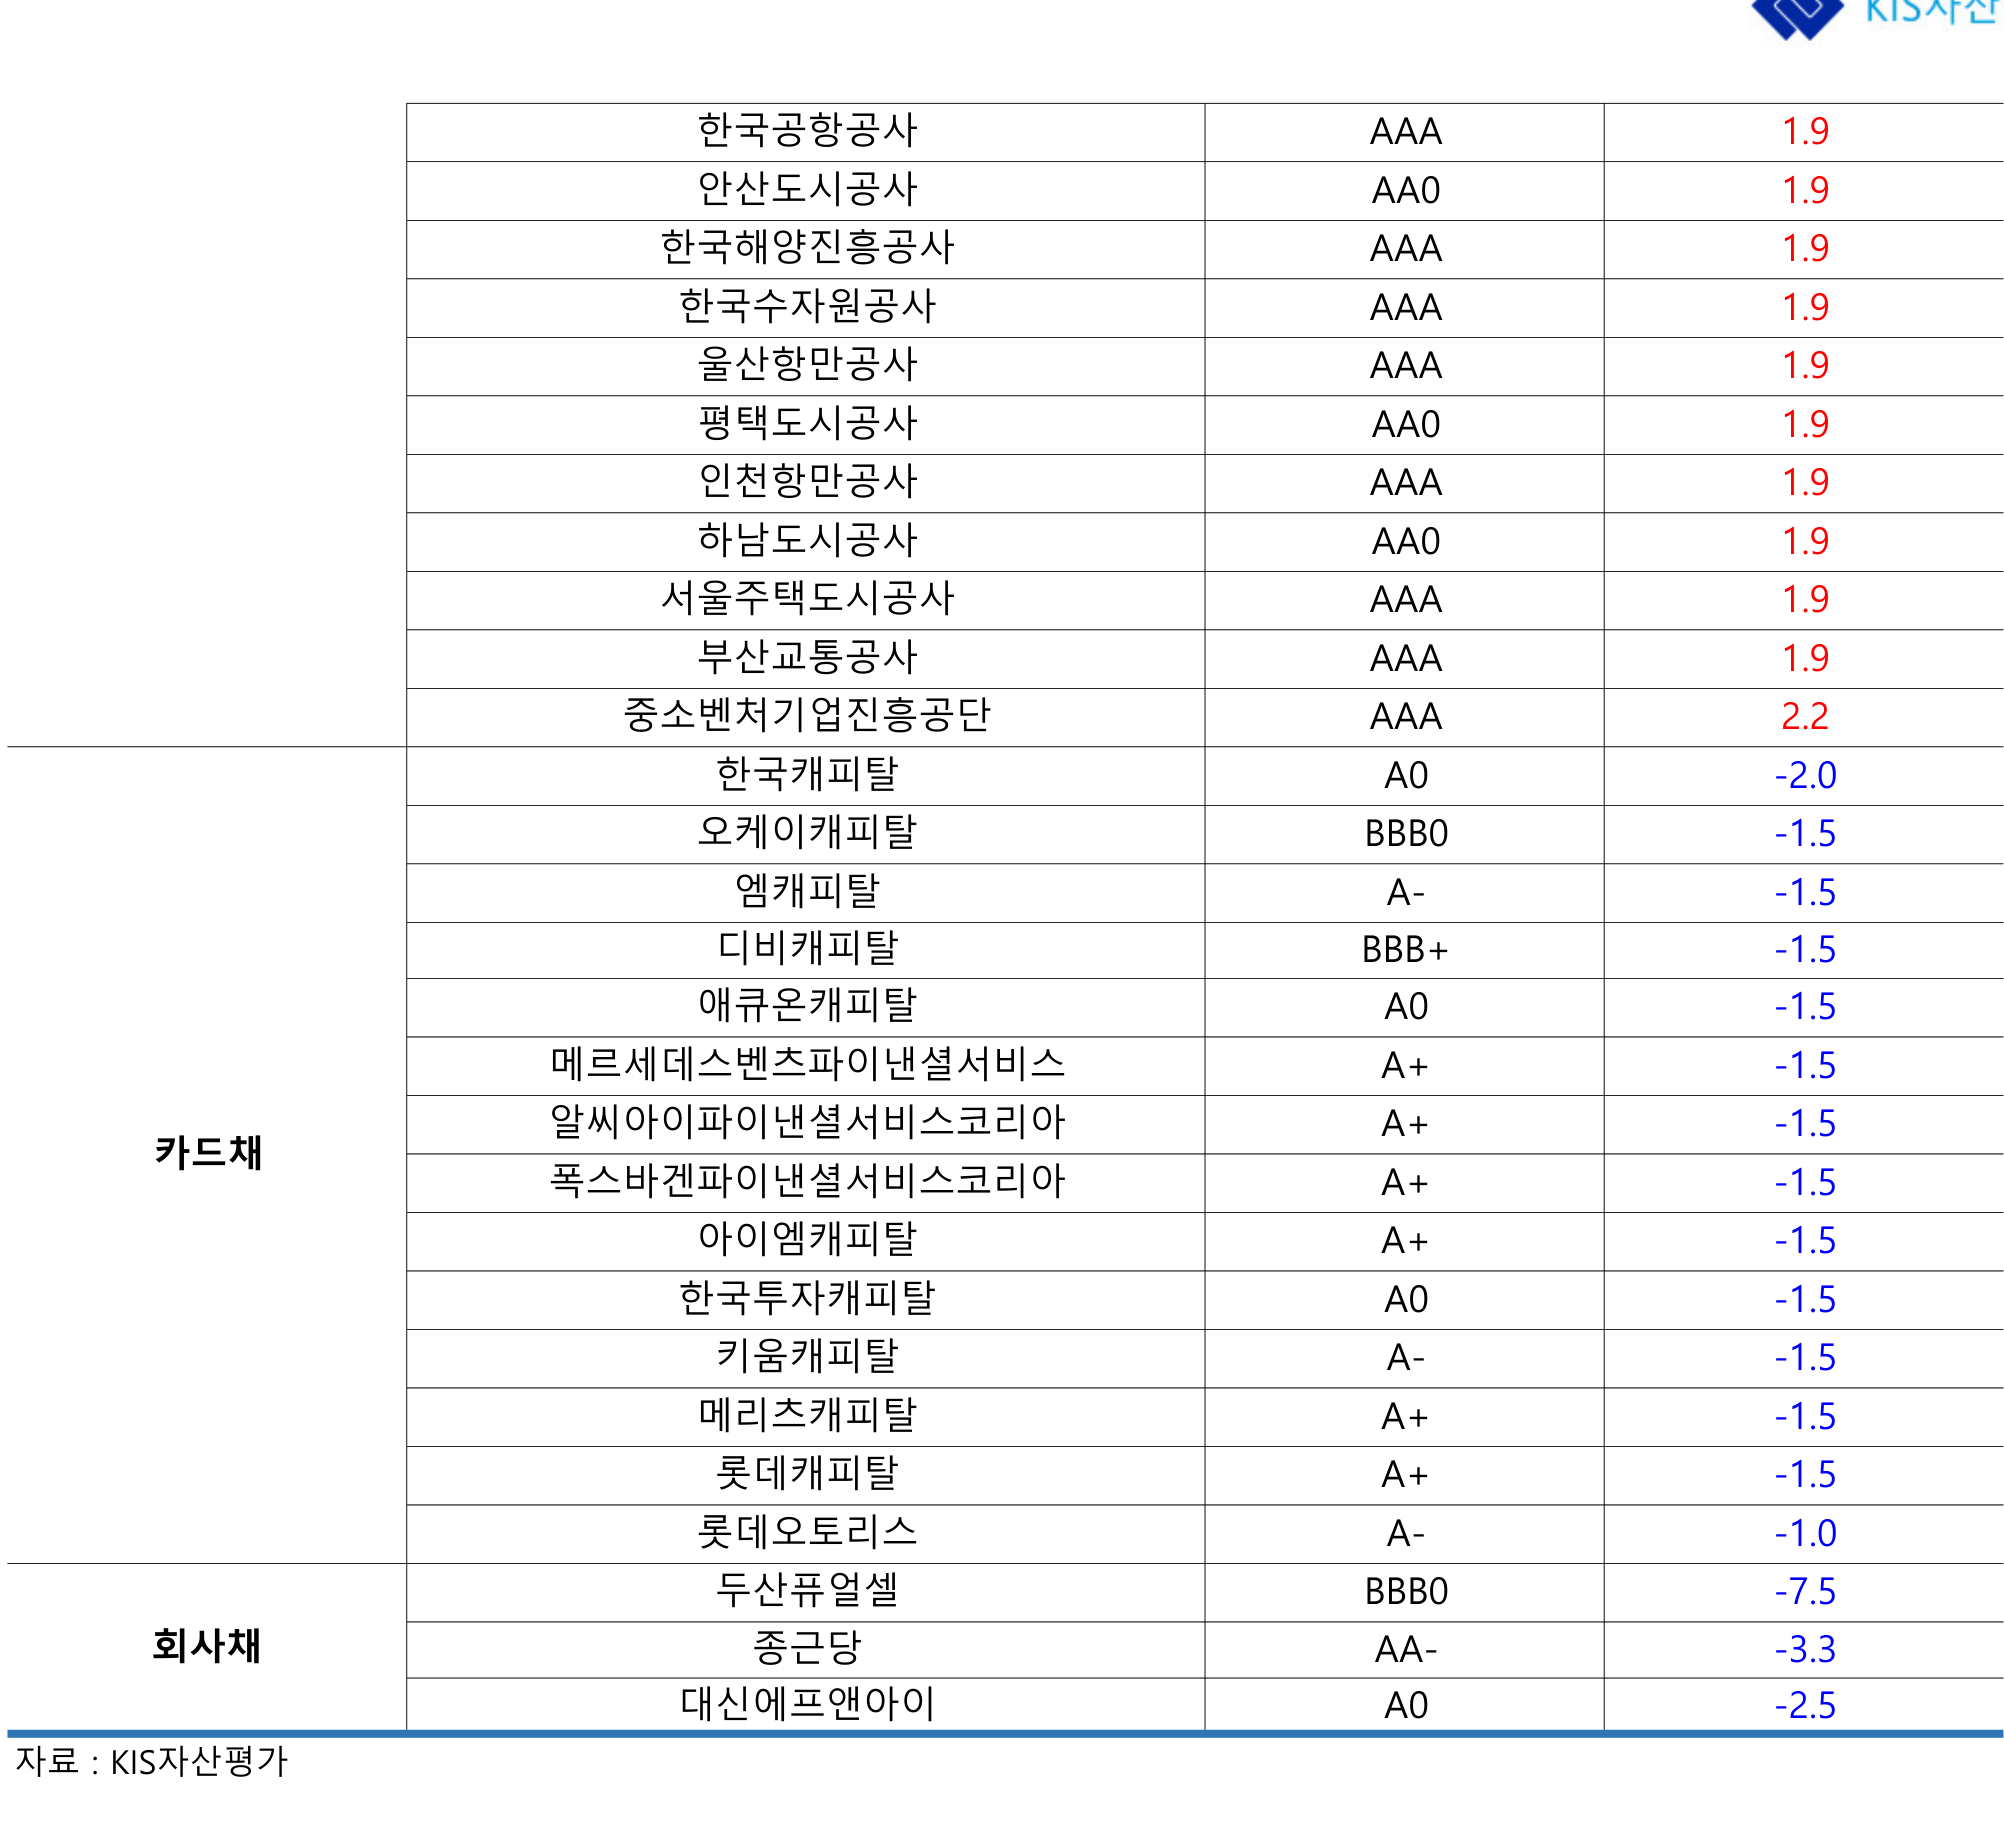 KIS자산
한국공항공사 AAA 1.9
안산도시공사 AA0 1.9
한국해양진흥공사 AAA 1.9
한국수자원공사 AAA 1.9
울산항만공사 AAA 1.9
평택도시공사 AA0 1.9
인천항만공사 AAA 1.9
하남도시공사 AA0 1.9
서울주택도시공사 AAA 1.9
부산교통공사 AAA 1.9
중소벤처기업진흥공단 AAA 2.2
카드채
한국캐피탈 A0 -2.0
오케이캐피탈 BBB0 -1.5
엠캐피탈 A- -1.5
디비캐피탈 BBB+ -1.5
애큐온캐피탈 A0 -1.5
메르세데스벤츠파이낸셜서비스 A+ -1.5
알씨아이파이낸셜서비스코리아 A+ -1.5
폭스바겐파이낸셜서비스코리아 A+ -1.5
아이엠캐피탈 A+ -1.5
한국투자캐피탈 A0 -1.5
키움캐피탈 A- -1.5
메리츠캐피탈 A+ -1.5
롯데캐피탈 A+ -1.5
롯데오토리스 A- -1.0
회사채
두산퓨얼셀 BBB0 -7.5
종근당 AA- -3.3
대신에프앤아이 A0 -2.5
자료 : KIS자산평가